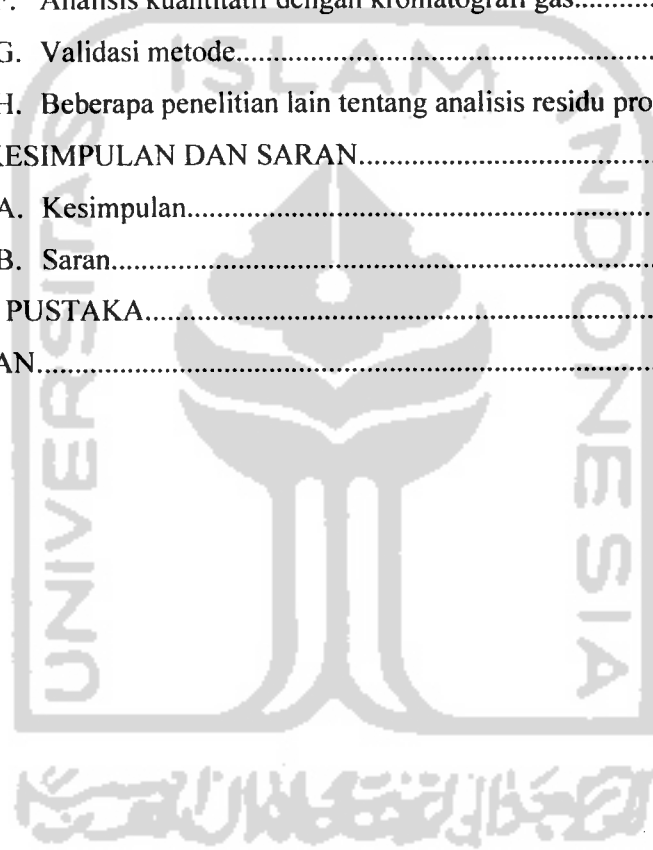 F. Analisis kuantitatif dengan kromatografi gas............
G. Validasi metode.......................................................
H. Beberapa penelitian lain tentang analisis residu pro
KESIMPULAN DAN SARAN.......................................
A. Kesimpulan..............................................................
B. Saran........................................................................
PUSTAKA...................................................................
AN................................................................................
ISLAM
UNIVERSITAS
INDONESIA